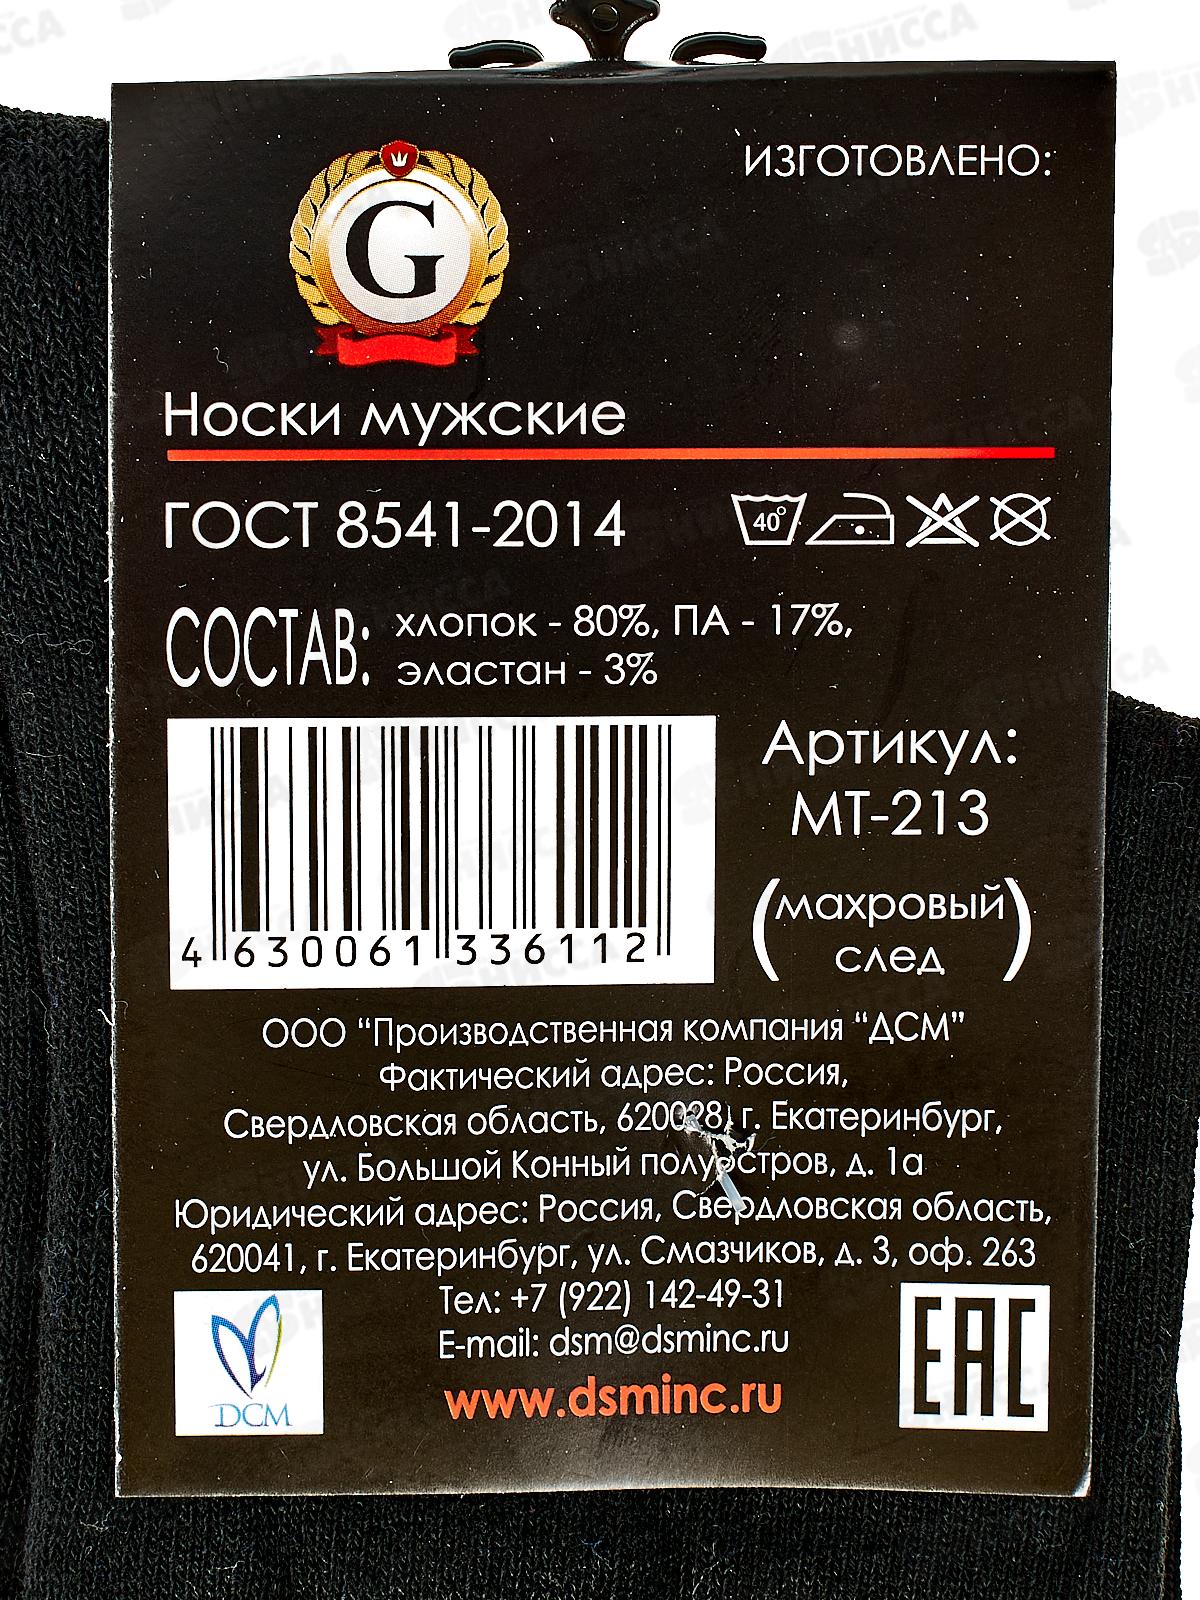 G
ИЗГОТОВЛЕНО:
Носки мужские
ГОСТ 8541-2014
40°
СОСТАВ: хлопок - 80%, ПА - 17%,
эластан - 3%
Артикул:
МТ-213
(махровый
след)
4 630061 336112
ООО “Производственная компания “ДСМ”
Фактический адрес: Россия,
Свердловская область, 620028, г. Екатеринбург,
ул. Большой Конный полуостров, д. 1а
Юридический адрес: Россия, Свердловская область,
620041, г. Екатеринбург, ул. Смазчиков, д. 3, оф. 263
Тел: +7 (922) 142-49-31
E-mail: dsm@dsminc.ru
www.dsminc.ru
DCM
EAC